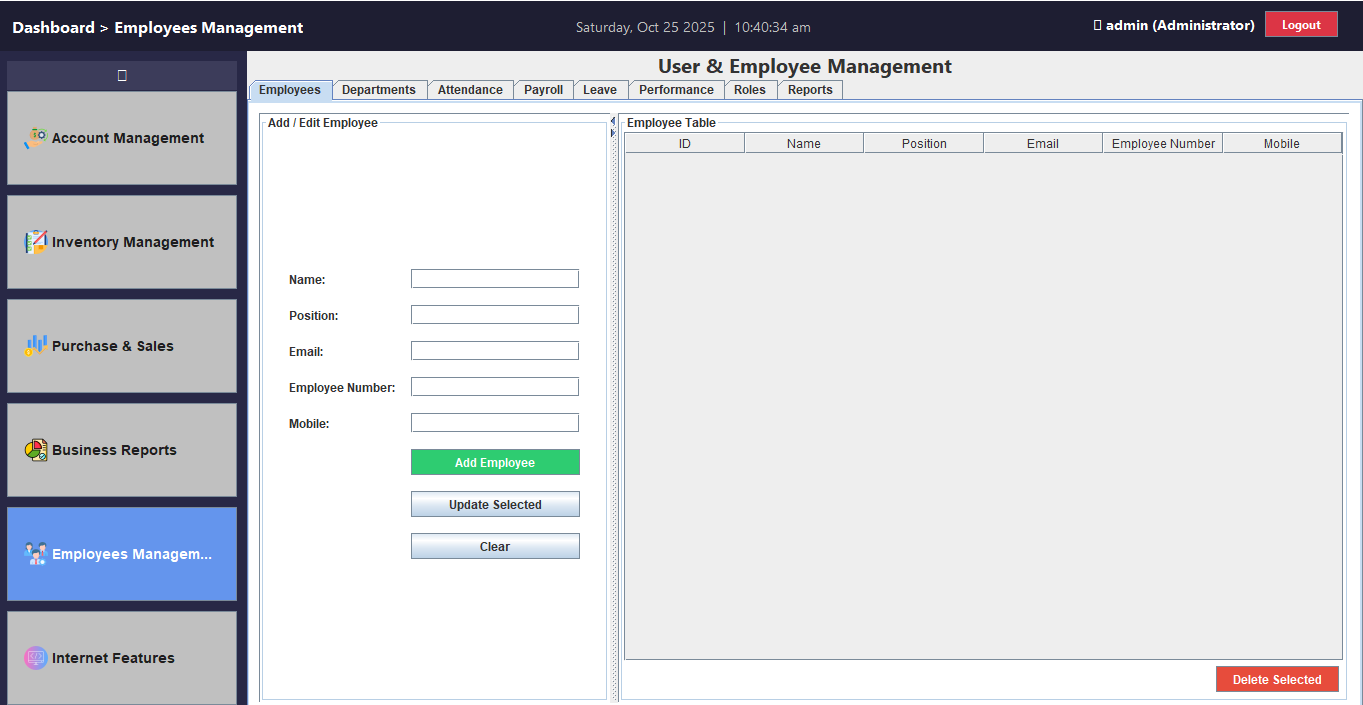 Dashboard > Employees Management
Saturday, Oct 25 2025 | 10:40:34 am
admin (Administrator)
Logout
Account Management
Inventory Management
Purchase & Sales
Business Reports
Employees Managem...
Internet Features
User & Employee Management
Employees
Departments
Attendance
Payroll
Leave
Performance
Roles
Reports
Add / Edit Employee
Name:
Position:
Email:
Employee Number:
Mobile:
Add Employee
Update Selected
Clear
Employee Table
ID
Name
Position
Email
Employee Number
Mobile
Delete Selected